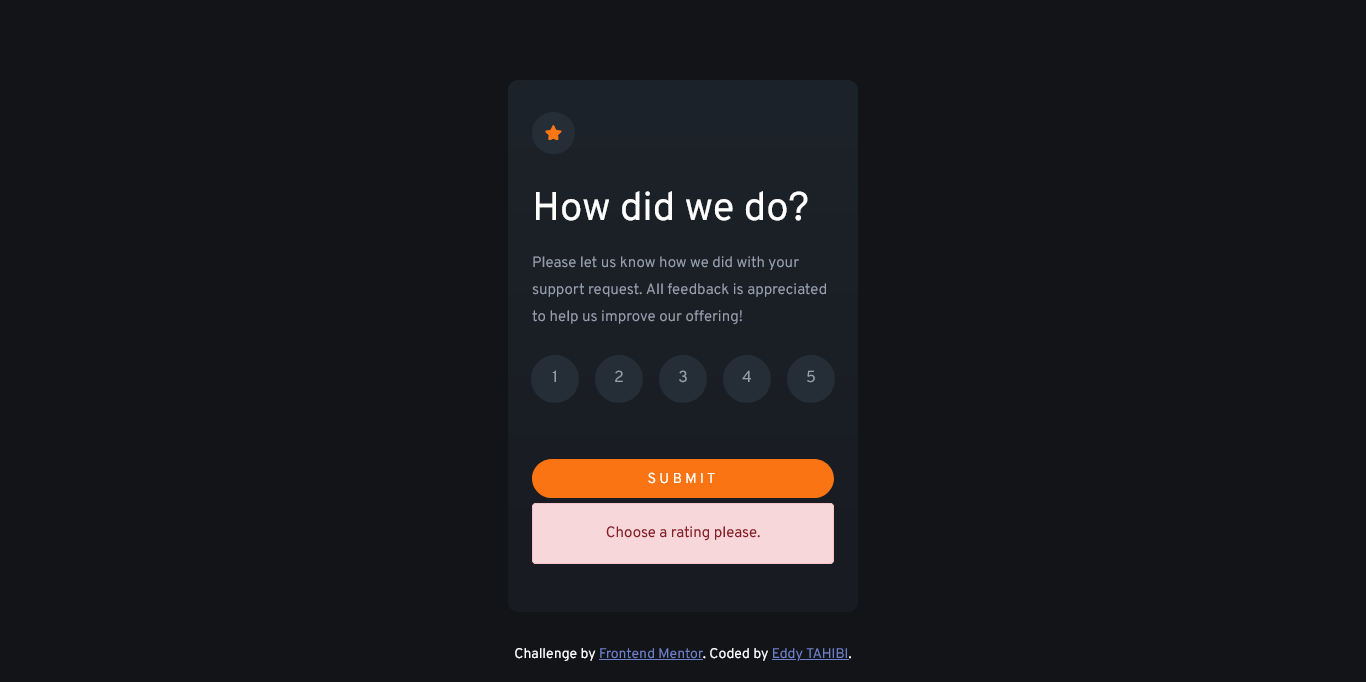 How did we do?
Please let us know how we did with your
support request. All feedback is appreciated
to help us improve our offering!
1 2 3 4 5
SUBMIT
Choose a rating please.
Challenge by Frontend Mentor. Coded by Eddy TAHIBI.